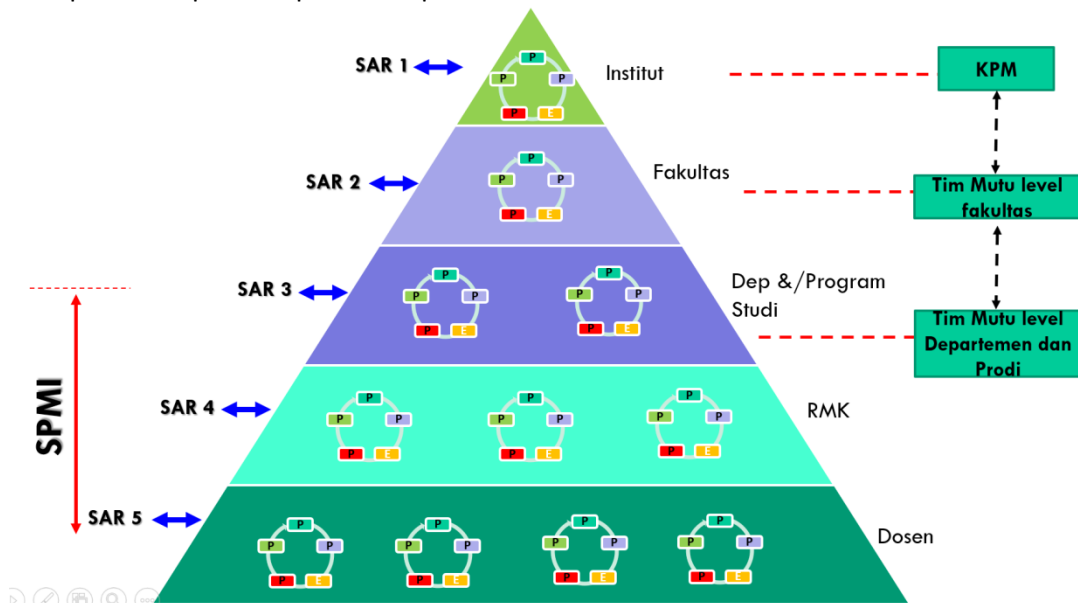 SAR 1
Institut
KPM
P
P
P
P
E
SAR 2
Fakultas
Tim Mutu level
fakultas
P
P
P
P
E
SAR 3
Dep &/Program
Studi
Tim Mutu level
Departemen dan
Prodi
P
P
P
P
E
P
P
P
P
E
SPMI
SAR 4
RMK
P
P
P
P
E
P
P
P
P
E
P
P
P
P
E
SAR 5
Dosen
P
P
P
P
E
P
P
P
P
E
P
P
P
P
E
P
P
P
P
E